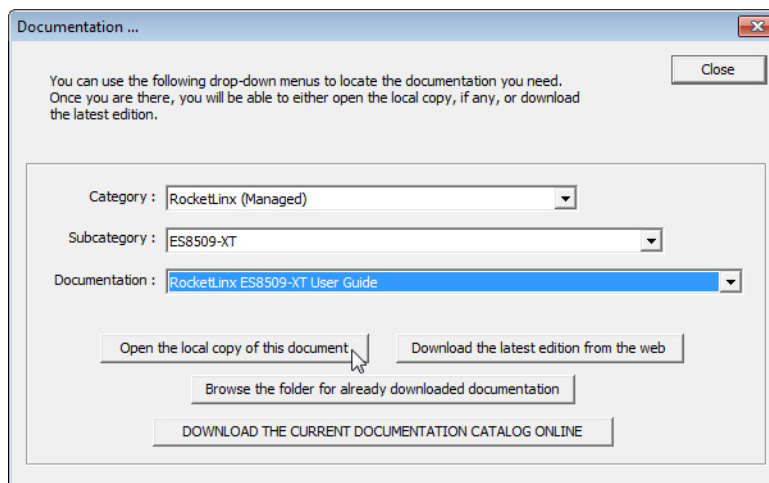 Documentation ...
Close
You can use the following drop-down menus to locate the documentation you need.
Once you are there, you will be able to either open the local copy, if any, or download
the latest edition.
Category : RocketLinx (Managed)
Subcategory : ES8509-XT
Documentation : RocketLinx ES8509-XT User Guide
Open the local copy of this document Download the latest edition from the web
Browse the folder for already downloaded documentation
DOWNLOAD THE CURRENT DOCUMENTATION CATALOG ONLINE